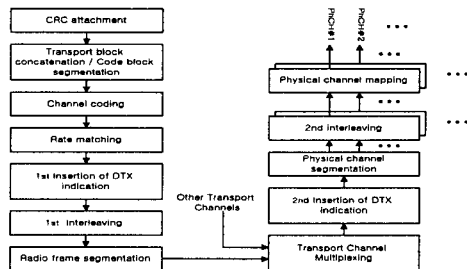 CRC attachment
Transport block
concatenation / Code block
segmentation
Channel coding
Rate matching
1st Insertion of DTX
indication
1st Interleaving
Radio frame segmentation
Other Transport
Channels
PhCH#1
PhCH#2
Physical channel mapping
2nd interleaving
Physical channel
segmentation
2nd Insertion of DTX
indication
Transport Channel
Multiplexing